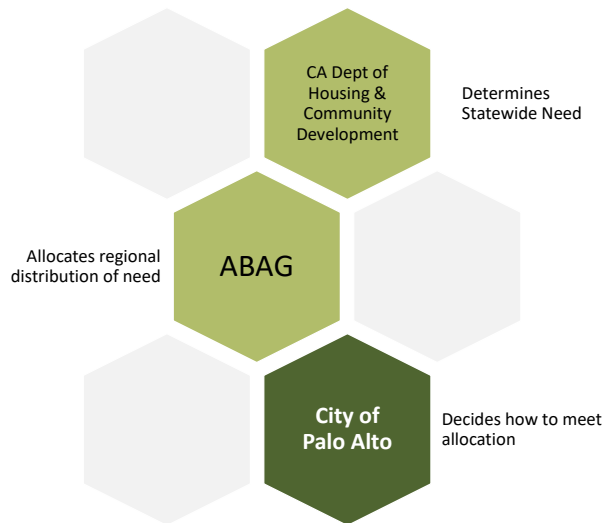 CA Dept of
Housing &
Community
Development
Determines
Statewide Need
Allocates regional
distribution of need
ABAG
City of
Palo Alto
Decides how to meet
allocation